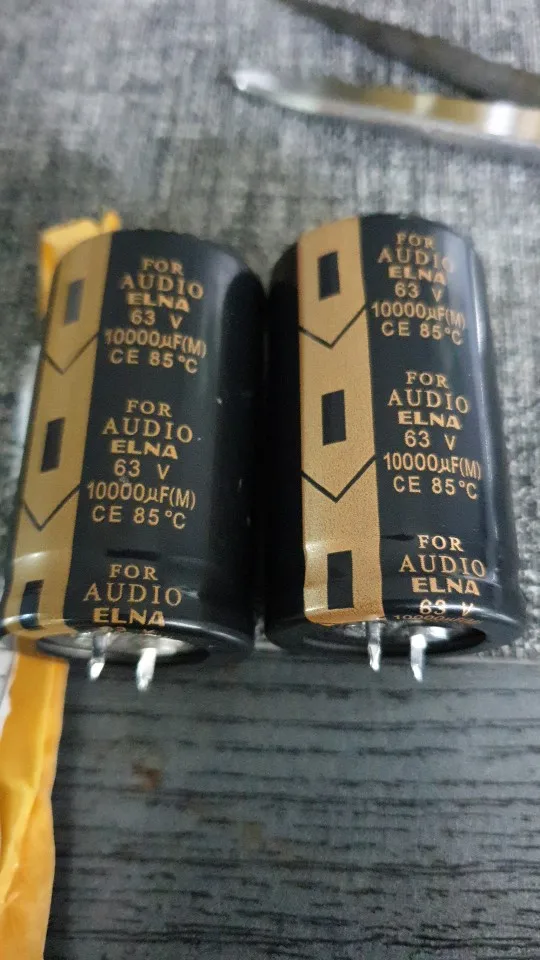 FOR
AUDIO
ELNA
63 V
10000µF(M)
CE 85°C
FOR
AUDIO
ELNA
63 V
10000µF(M)
CE 85°C
FOR
AUDIO
ELNA
FOR
AUDIO
ELNA
63 V
10000µF(M)
CE 85°C
FOR
AUDIO
ELNA
63 V
10000µF(M)
CE 85°C
FOR
AUDIO
ELNA
63 V
10000µF(M)